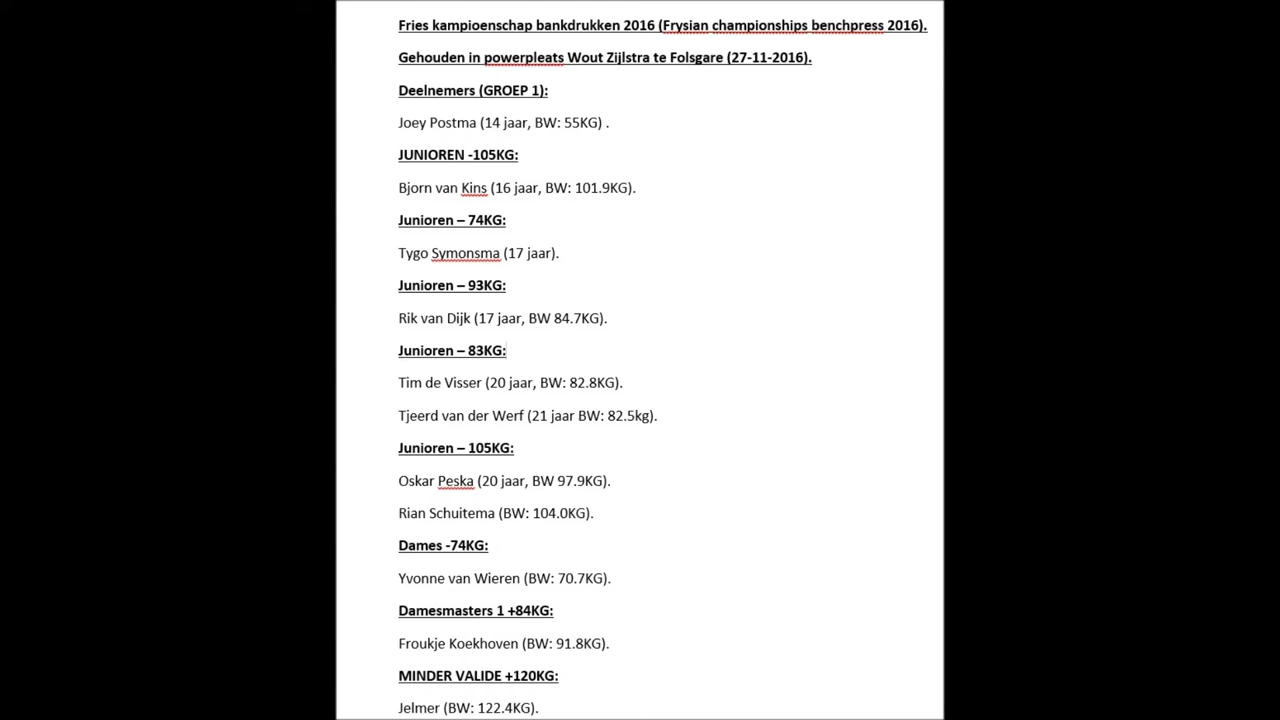 Fries kampioenschap bankdrukken 2016 (Frysian championships benchpress 2016).
Gehouden in powerpleats Wout Zijlstra te Folsgare (27-11-2016).
Deelnemers (GROEP 1):
Joey Postma (14 jaar, BW: 55KG) .
JUNIOREN -105KG:
Bjorn van Kins (16 jaar, BW: 101.9KG).
Junioren – 74KG:
Tygo Symonsma (17 jaar).
Junioren – 93KG:
Rik van Dijk (17 jaar, BW 84.7KG).
Junioren – 83KG:
Tim de Visser (20 jaar, BW: 82.8KG).
Tjeerd van der Werf (21 jaar BW: 82.5kg).
Junioren – 105KG:
Oskar Peska (20 jaar, BW 97.9KG).
Rian Schuitema (BW: 104.0KG).
Dames -74KG:
Yvonne van Wieren (BW: 70.7KG).
Damesmasters 1 +84KG:
Froukje Koekhoven (BW: 91.8KG).
MINDER VALIDE +120KG:
Jelmer (BW: 122.4KG).